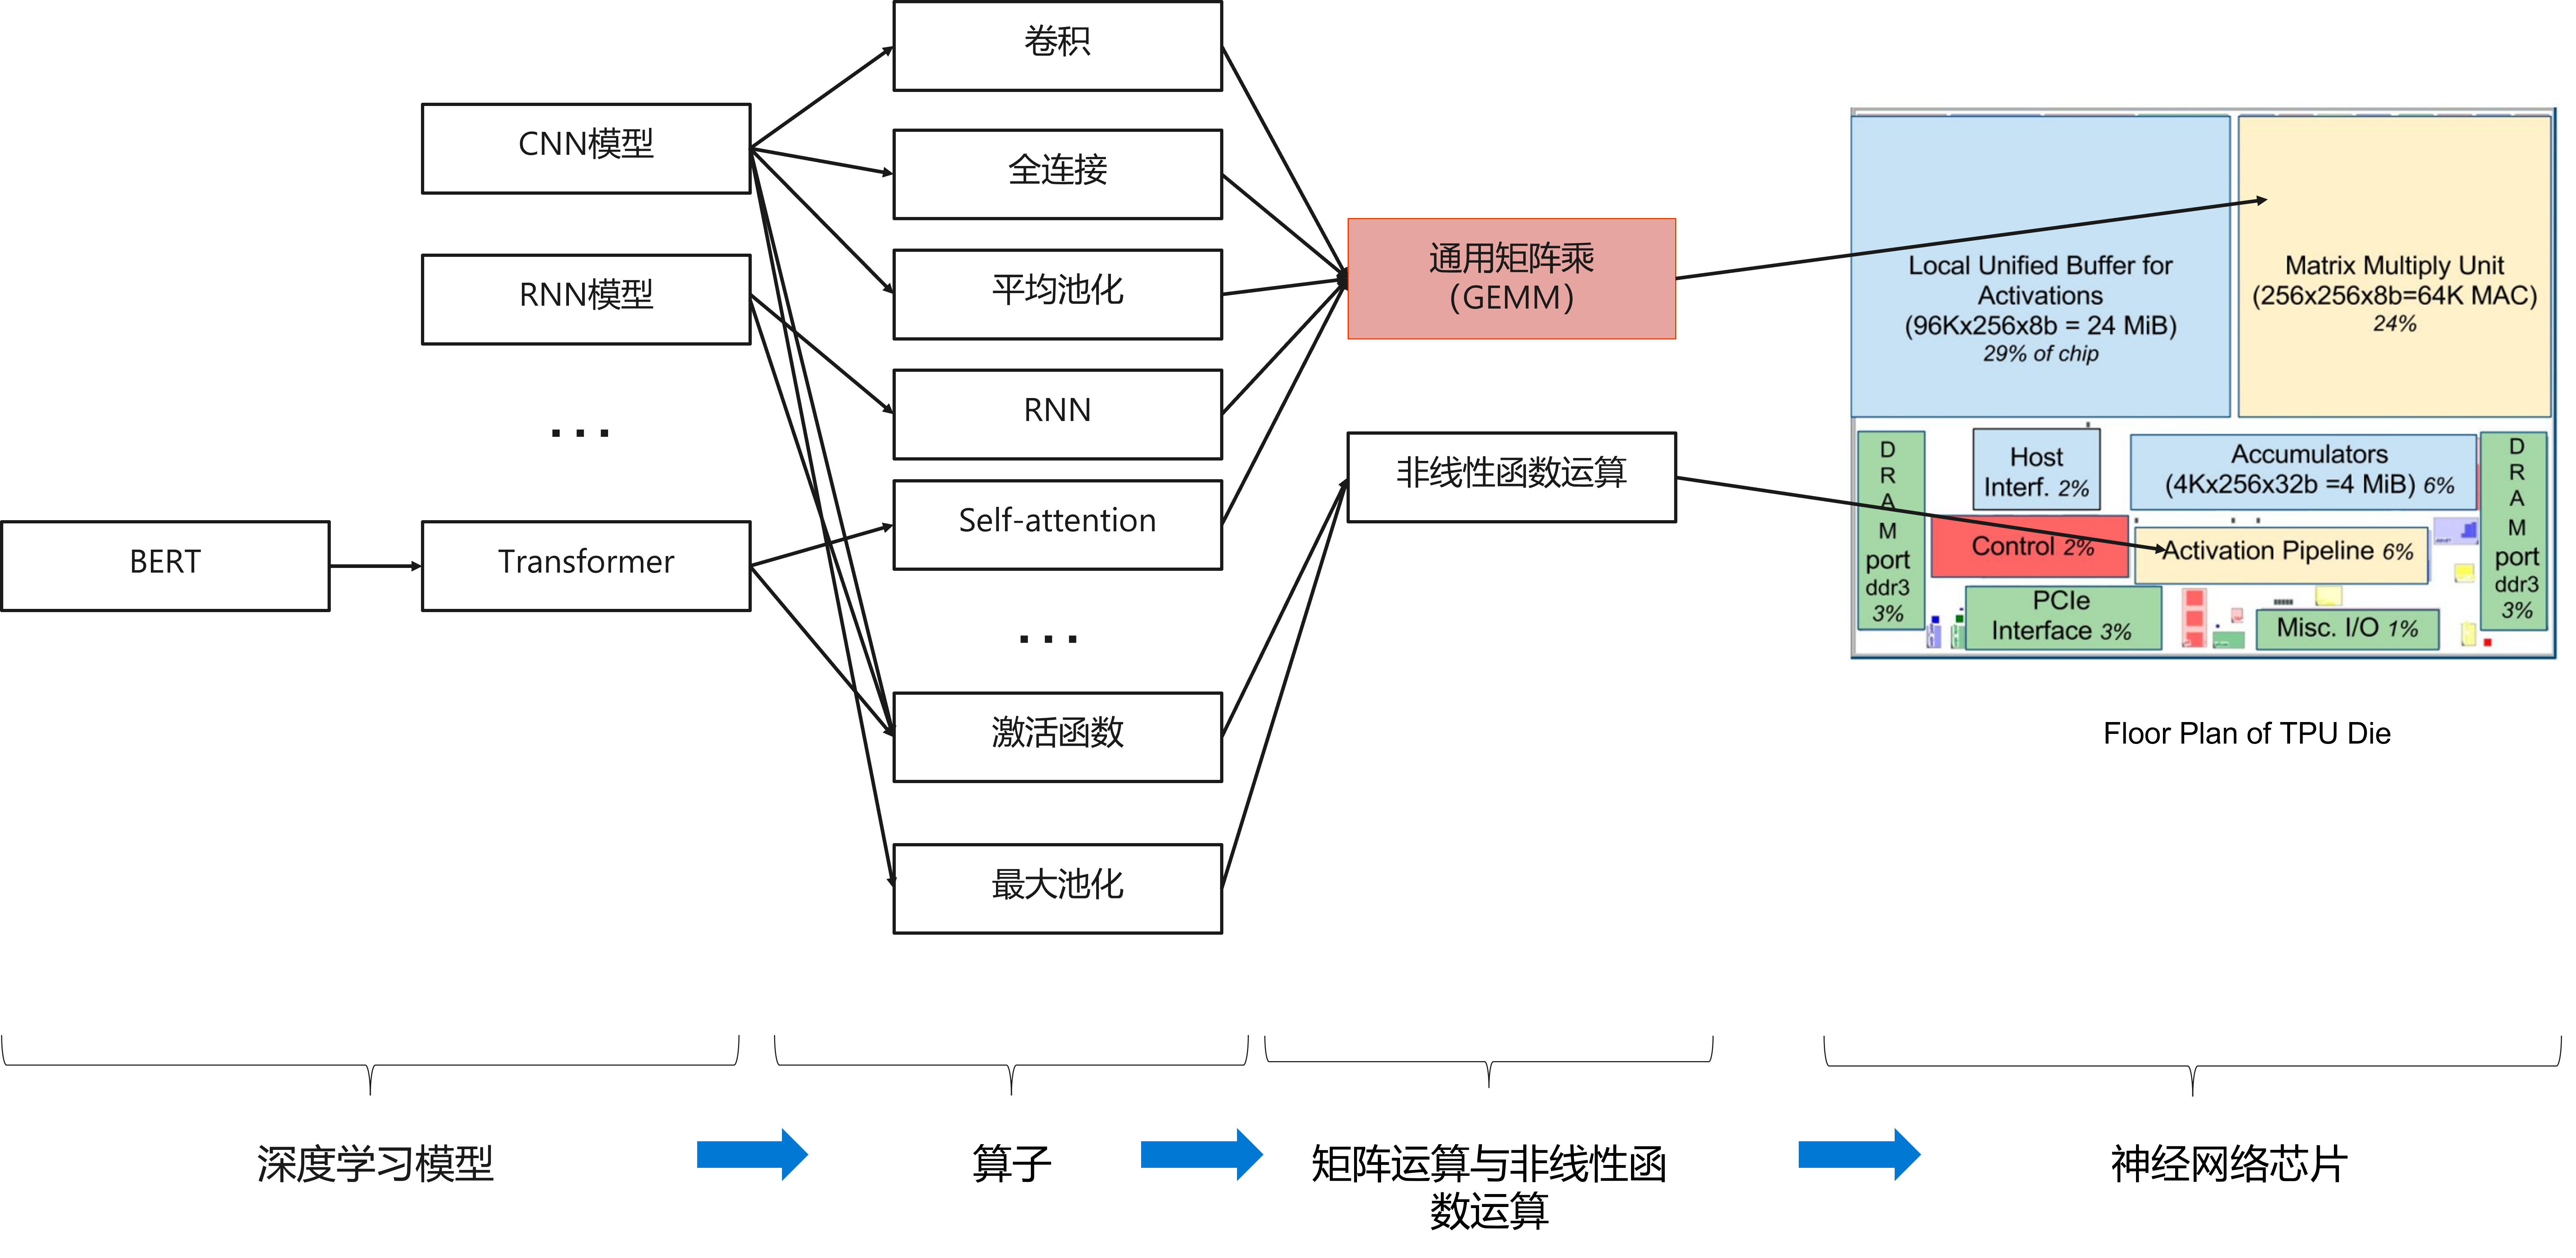 卷积
CNN模型
全连接
RNN模型
平均池化
通用矩阵乘
（GEMM）
...
RNN
非线性函数运算
BERT
Transformer
Self-attention
...
激活函数
最大池化
Local Unified Buffer for
Activations
(96Kx256x8b = 24 MiB)
29% of chip
Matrix Multiply Unit
(256x256x8b=64K MAC)
24%
D
R
A
M
port
ddr3
3%
Host
Interf. 2%
Accumulators
(4Kx256x32b =4 MiB) 6%
D
R
A
M
port
ddr3
3%
Control 2%
Activation Pipeline 6%
PCIe
Interface 3%
Misc. I/O 1%
Floor Plan of TPU Die
深度学习模型
算子
矩阵运算与非线性函
数运算
神经网络芯片